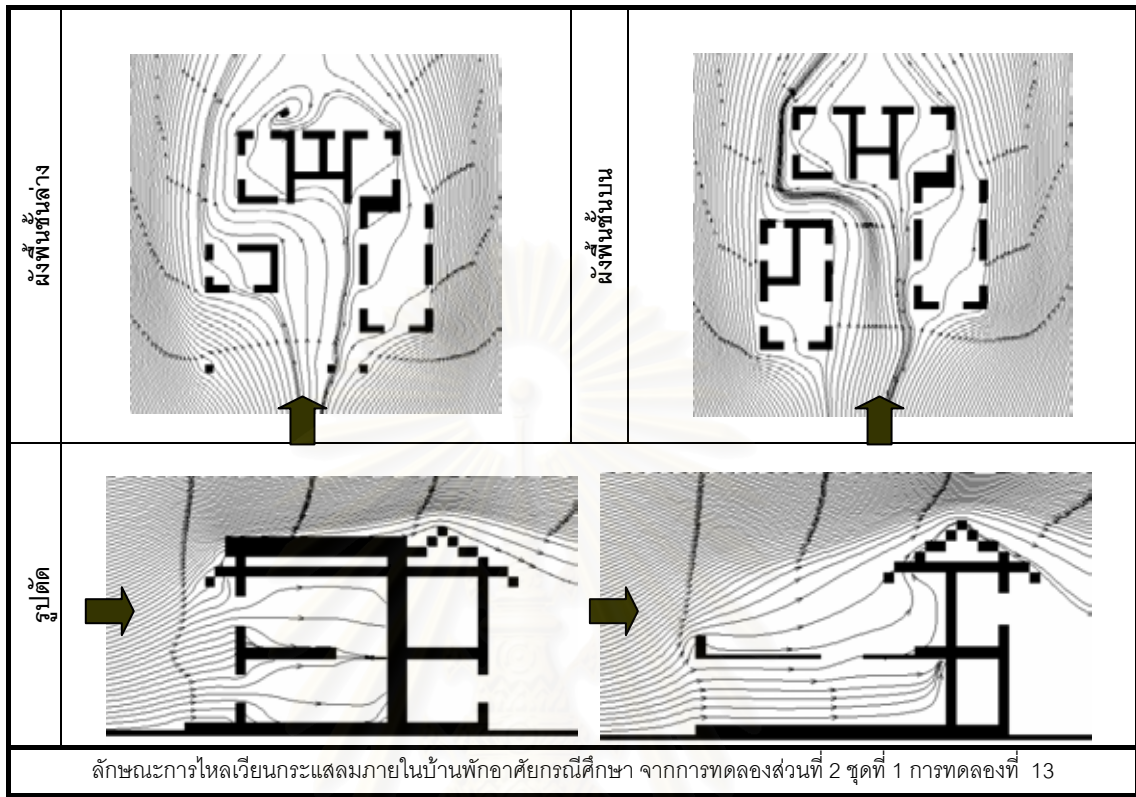 ผังพื้นชั้นล่าง
ผังพื้นชั้นบน
รูปตัด
ลักษณะการไหลเวียนกระแสลมภายในบ้านพักอาศัยกรณีศึกษา จากการทดลองส่วนที่ 2 ชุดที่ 1 การทดลองที่ 13